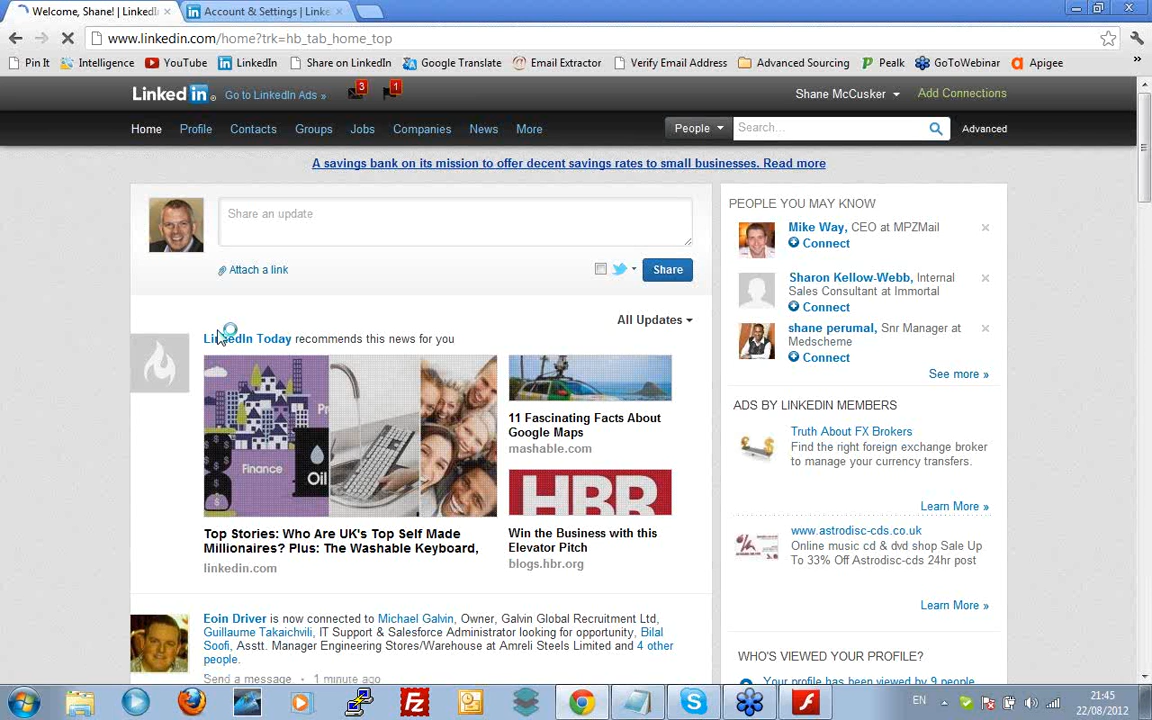 Welcome, Shane! | LinkedI
Account & Settings | Linke
www.linkedin.com/home?trk=hb_tab_home_top
Pin It Intelligence YouTube LinkedIn Share on LinkedIn Google Translate Email Extractor Verify Email Address Advanced Sourcing Pealk GoToWebinar Apigee
Linked in Go to LinkedIn Ads » 3 1 Shane McCusker Add Connections
Home Profile Contacts Groups Jobs Companies News More People Search... Advanced
A savings bank on its mission to offer decent savings rates to small businesses. Read more
Share an update
Attach a link
Share
All Updates
LinkedIn Today recommends this news for you
Finance
Oil
Top Stories: Who Are UK's Top Self Made
Millionaires? Plus: The Washable Keyboard,
linkedin.com
11 Fascinating Facts About
Google Maps
mashable.com
HBR
Win the Business with this
Elevator Pitch
blogs.hbr.org
Eoin Driver is now connected to Michael Galvin, Owner, Galvin Global Recruitment Ltd,
Guillaume Takaichvili, IT Support & Salesforce Administrator looking for opportunity, Bilal
Soofi, Asstt. Manager Engineering Stores/Warehouse at Amreli Steels Limited and 4 other
people.
Send a message • 1 minute ago
PEOPLE YOU MAY KNOW
Mike Way, CEO at MPZMail
Connect
Sharon Kellow-Webb, Internal
Sales Consultant at Immortal
Connect
shane perumal, Snr Manager at
Medscheme
Connect
See more »
ADS BY LINKEDIN MEMBERS
Truth About FX Brokers
Find the right foreign exchange broker
to manage your currency transfers.
Learn More »
www.astrodisc-cds.co.uk
Online music cd & dvd shop Sale Up
To 33% Off Astrodisc-cds 24hr post
Learn More »
WHO'S VIEWED YOUR PROFILE?
Your profile has been viewed by 9 people
EN
21:45
22/08/2012